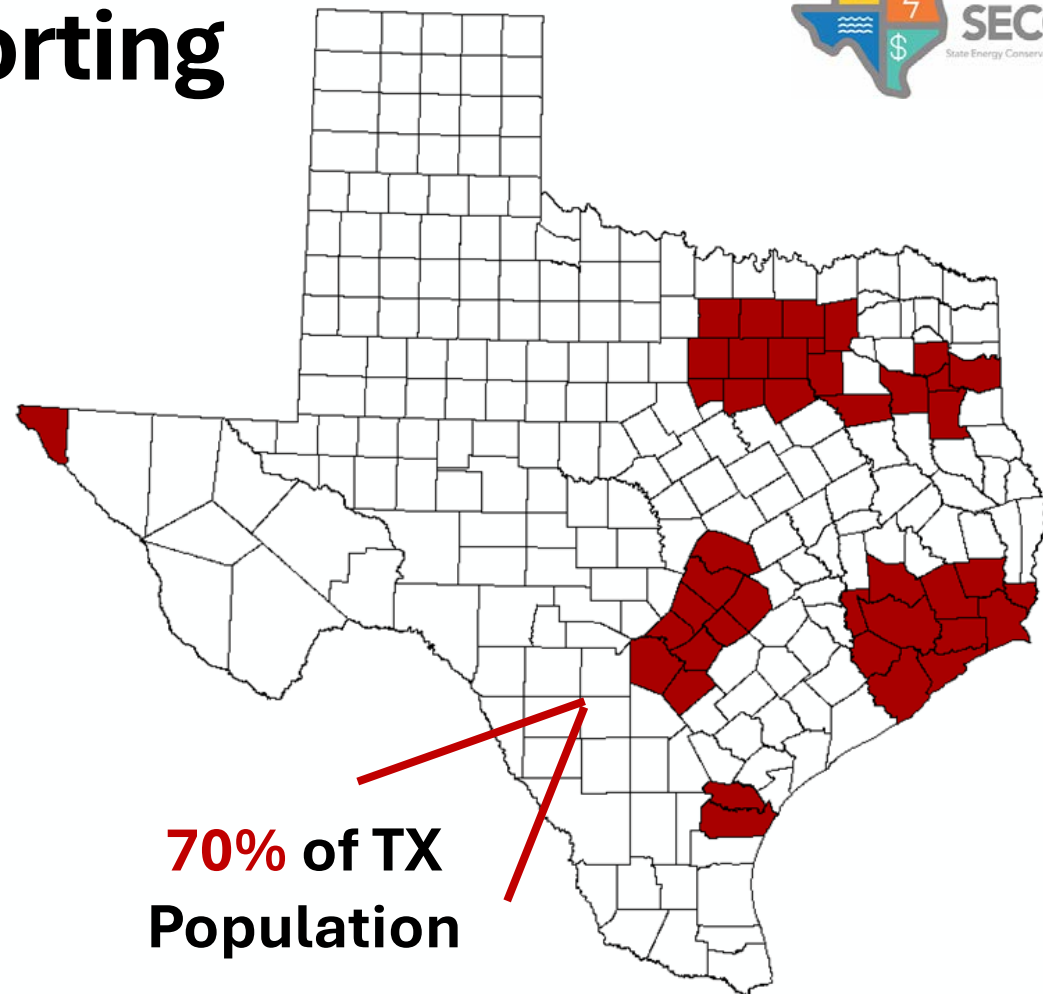 orting
SEC
State Energy Conserv
$
70% of TX
Population